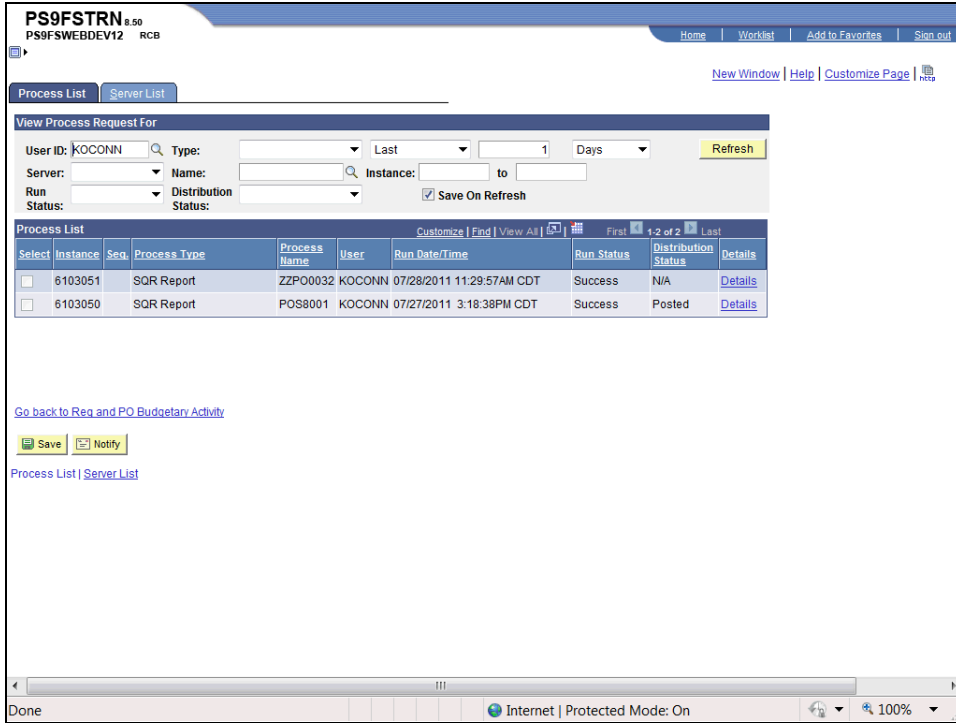 PS9FSTRN 8.50
PS9FSWEBDEV12 RCB
Home | Worklist | Add to Favorites | Sign out
New Window | Help | Customize Page | http
Process List Server List
View Process Request For
User ID: KOCONN Type: Last 1 Days Refresh
Server: Name: Instance: to
Run Status: Distribution Status: Save On Refresh
Process List Customize | Find | View All | | First 1-2 of 2 Last
Select Instance Seq. Process Type Process Name User Run Date/Time Run Status Distribution Status Details
6103051 SQR Report ZZPO0032 KOCONN 07/28/2011 11:29:57AM CDT Success N/A Details
6103050 SQR Report POS8001 KOCONN 07/27/2011 3:18:38PM CDT Success Posted Details
Go back to Req and PO Budgetary Activity
Save Notify
Process List | Server List
Done Internet | Protected Mode: On 100%